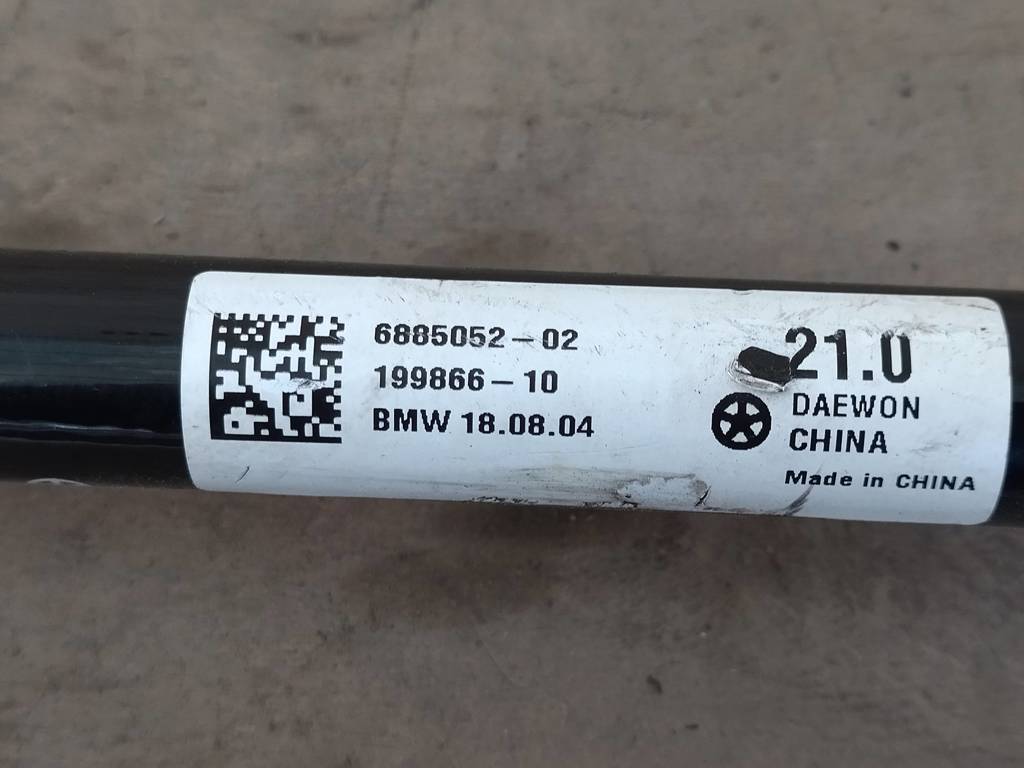 6885052-02
199866-10
BMW 18.08.04
21.0
DAEWON
CHINA
Made in CHINA